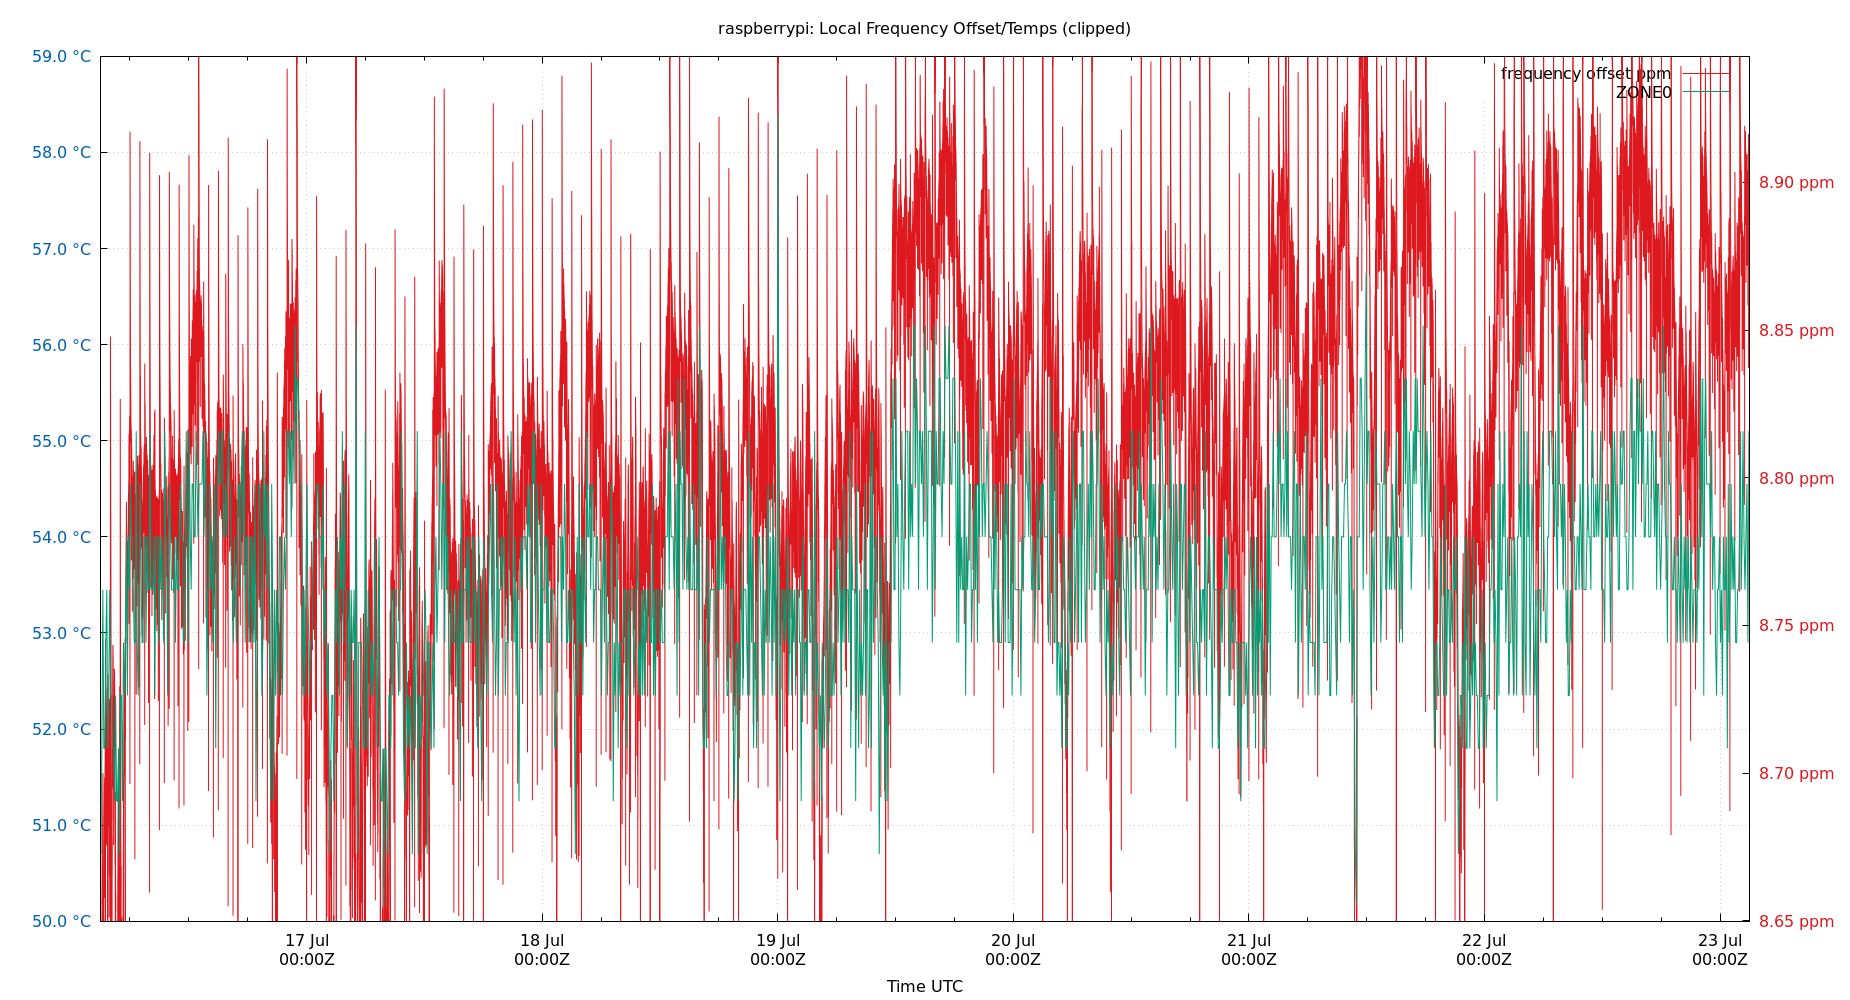 raspberrypi: Local Frequency Offset/Temps (clipped)
59.0 °C
58.0 °C
57.0 °C
56.0 °C
55.0 °C
54.0 °C
53.0 °C
52.0 °C
51.0 °C
50.0 °C
frequency offset ppm
ZONE0
8.90 ppm
8.85 ppm
8.80 ppm
8.75 ppm
8.70 ppm
8.65 ppm
17 Jul
00:00Z
18 Jul
00:00Z
19 Jul
00:00Z
20 Jul
00:00Z
21 Jul
00:00Z
22 Jul
00:00Z
23 Jul
00:00Z
Time UTC